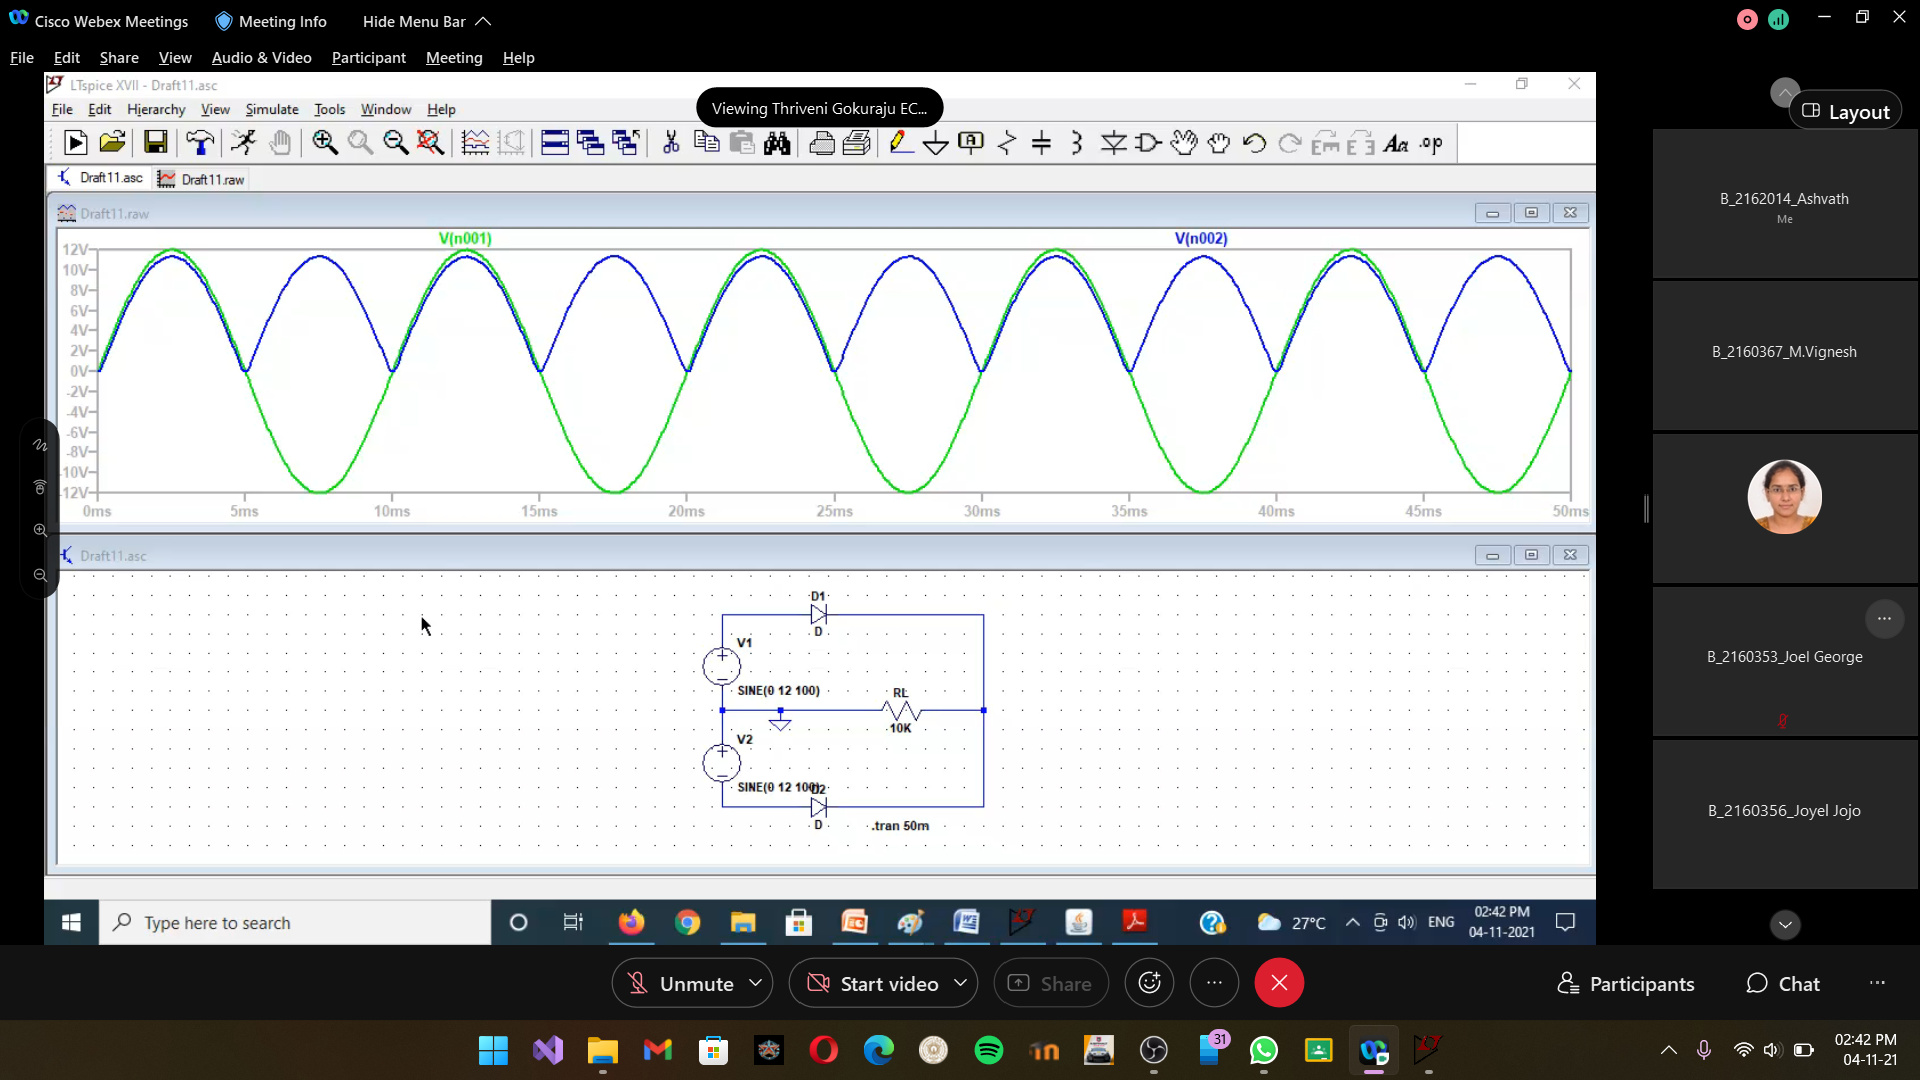 Cisco Webex Meetings
Meeting Info
Hide Menu Bar
File Edit Share View Audio & Video Participant Meeting Help
LTspice XVII - Draft11.asc
Viewing Thriveni Gokuraju EC...
File Edit Hierarchy View Simulate Tools Window Help
Layout
Draft11.asc
Draft11.raw
Draft11.raw
V(n001)
V(n002)
12V
10V
8V
6V
4V
2V
0V
-2V
-4V
-6V
-8V
-10V
-12V
0ms 5ms 10ms 15ms 20ms 25ms 30ms 35ms 40ms 45ms 50ms
Draft11.asc
D1
D
V1
SINE(0 12 100)
RL
10K
V2
SINE(0 12 100)
D2
D
.tran 50m
B_2162014_Ashvath
Me
B_2160367_M.Vignesh
B_2160353_Joel George
B_2160356_Joyel Jojo
Type here to search
27°C
ENG
02:42 PM
04-11-2021
Unmute
Start video
Share
Participants
Chat
31
02:42 PM
04-11-21